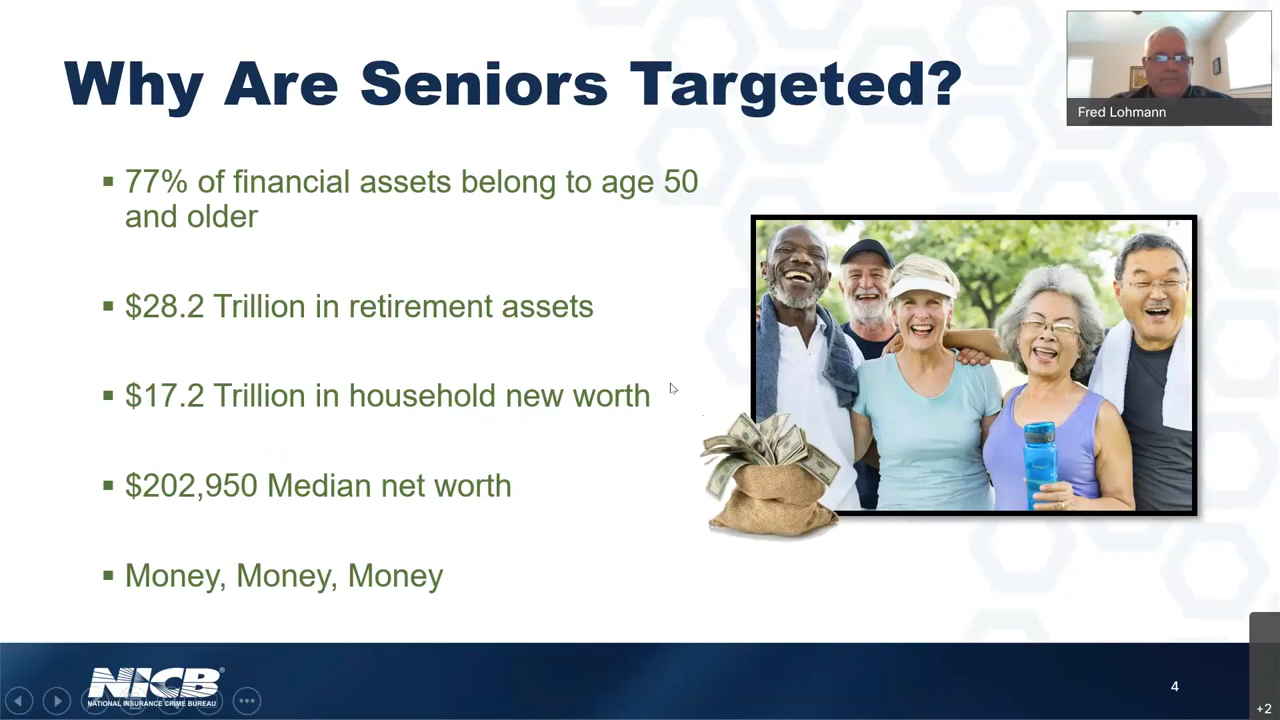 Why Are Seniors Targeted?
Fred Lohmann
▪ 77% of financial assets belong to age 50
and older
▪ $28.2 Trillion in retirement assets
▪ $17.2 Trillion in household new worth
▪ $202,950 Median net worth
▪ Money, Money, Money
NICB®
NATIONAL INSURANCE CRIME BUREAU
4
+2